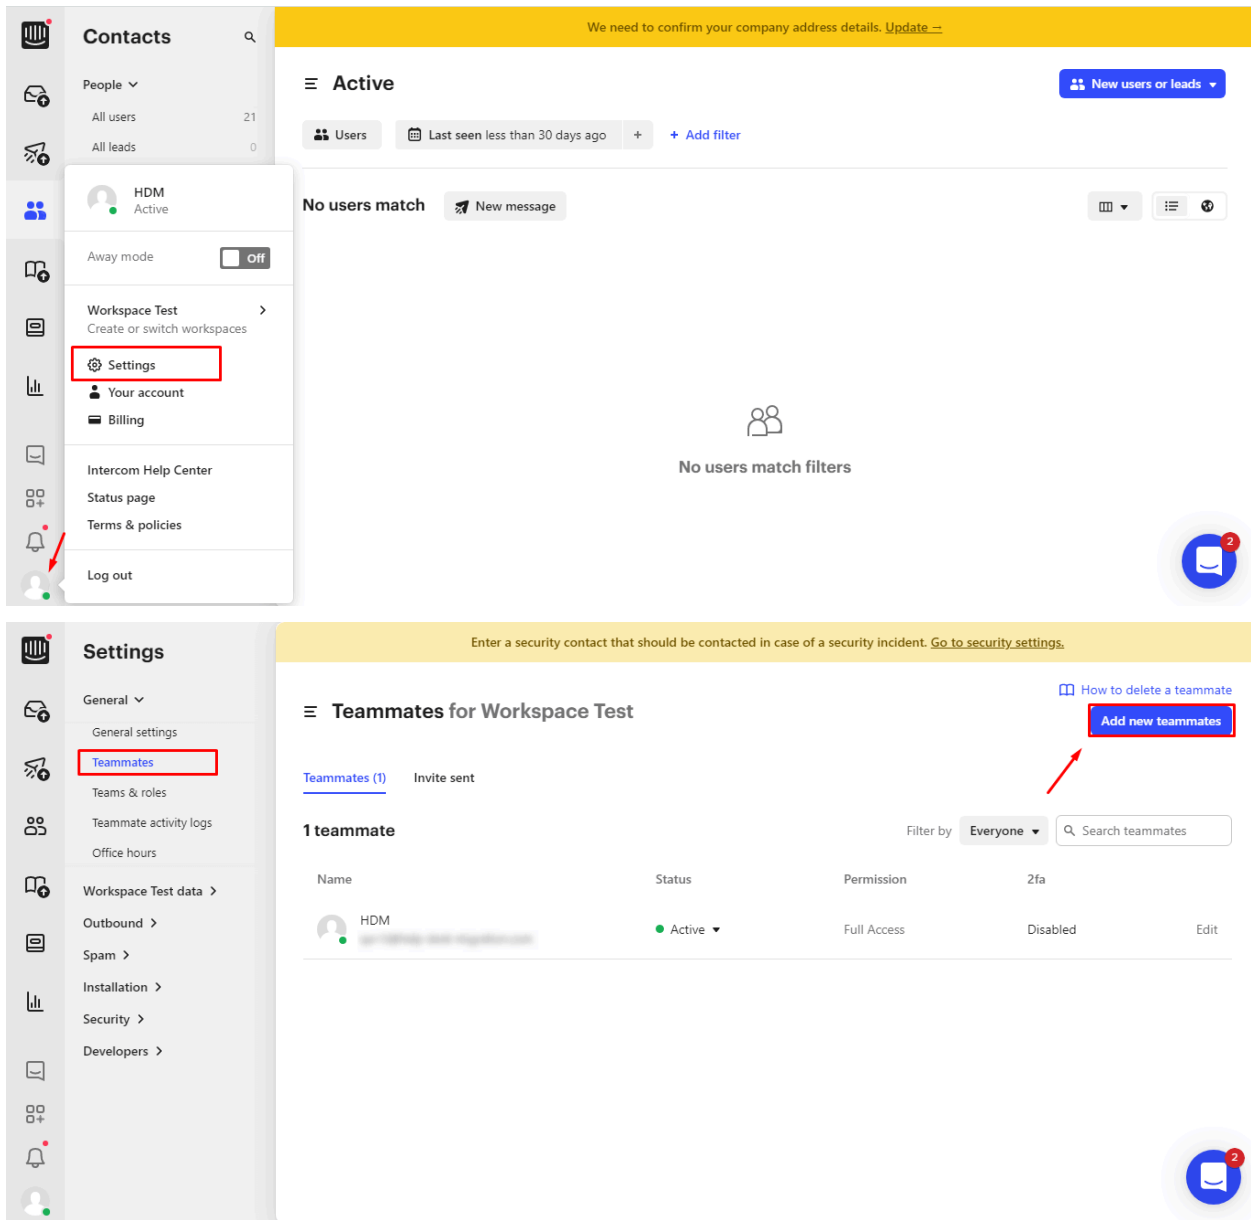 Contacts
We need to confirm your company address details. Update →
People
All users 21
All leads 0
Active
New users or leads
Users
Last seen less than 30 days ago +
+ Add filter
HDM
Active
Away mode Off
Workspace Test
Create or switch workspaces
Settings
Your account
Billing
Intercom Help Center
Status page
Terms & policies
Log out
No users match
New message
No users match filters
2
Settings
Enter a security contact that should be contacted in case of a security incident. Go to security settings.
General
General settings
Teammates
Teams & roles
Teammate activity logs
Office hours
Workspace Test data
Outbound
Spam
Installation
Security
Developers
How to delete a teammate
Teammates for Workspace Test
Add new teammates
Teammates (1) Invite sent
1 teammate
Filter by Everyone
Search teammates
Name Status Permission 2fa
HDM
Active Full Access Disabled Edit
2